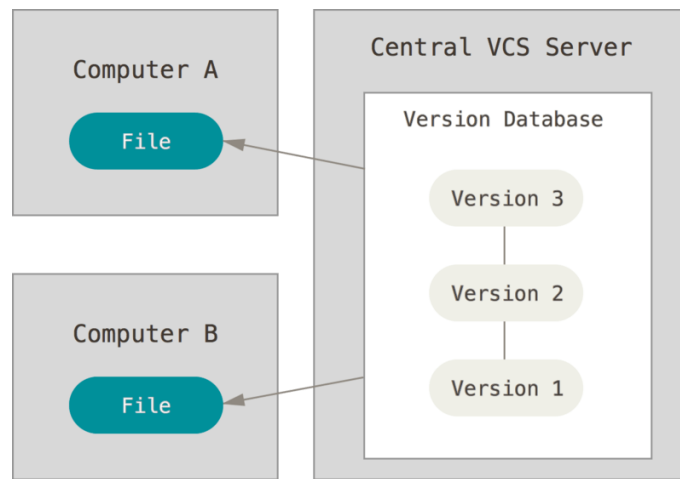 Computer A
File
Computer B
File
Central VCS Server
Version Database
Version 3
Version 2
Version 1